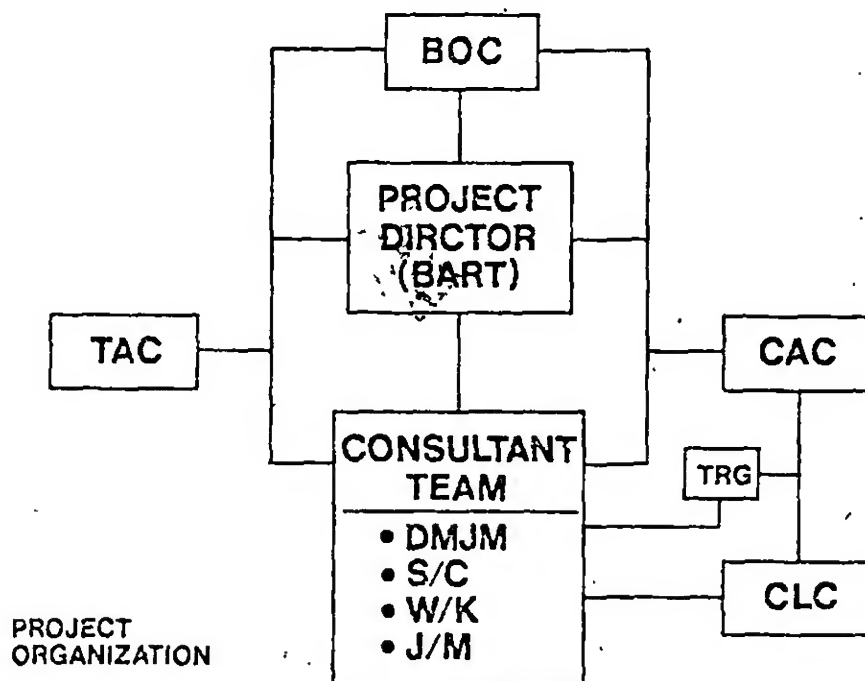 BOC
PROJECT
DIRCTOR
(BART)
TAC
CAC
CONSULTANT
TEAM
TRG
• DMJM
• S/C
• W/K
• J/M
CLC
PROJECT
ORGANIZATION